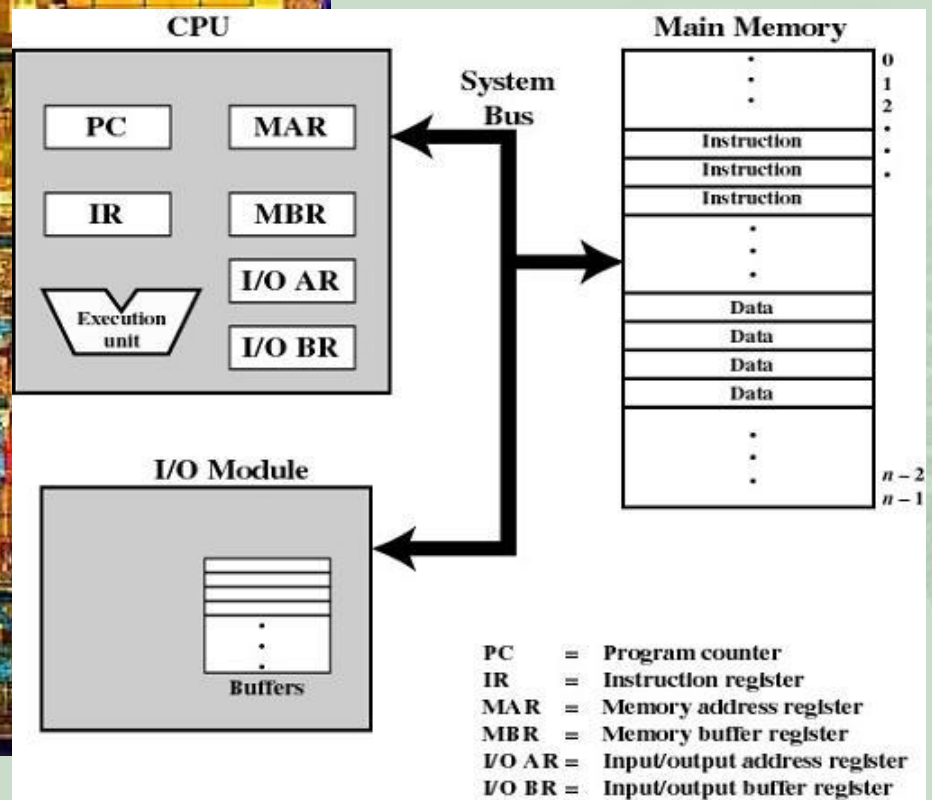 CPU
PC
MAR
IR
MBR
I/O AR
Execution
unit
I/O BR
System
Bus
Main Memory
0
1
2
Instruction
Instruction
Instruction
Data
Data
Data
Data
n – 2
n – 1
I/O Module
Buffers
PC = Program counter
IR = Instruction register
MAR = Memory address register
MBR = Memory buffer register
I/O AR = Input/output address register
I/O BR = Input/output buffer register